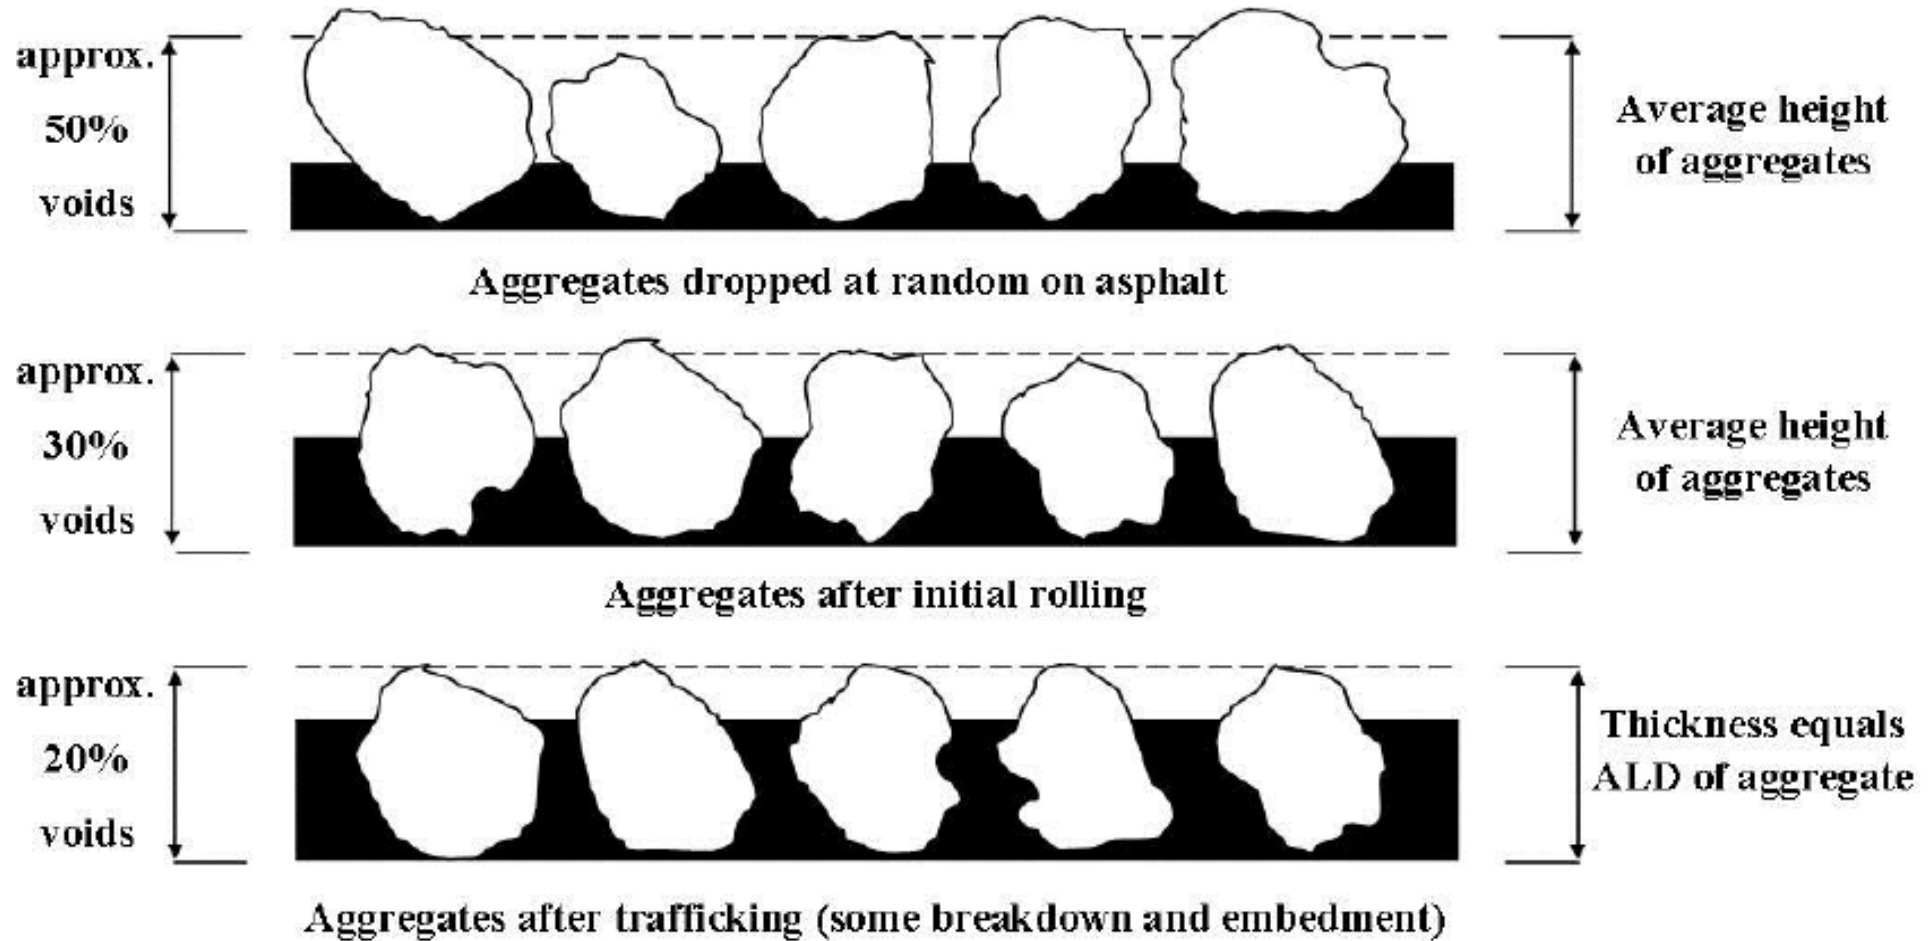 approx.
50%
voids
Average height
of aggregates
Aggregates dropped at random on asphalt
approx.
30%
voids
Average height
of aggregates
Aggregates after initial rolling
approx.
20%
voids
Thickness equals
ALD of aggregate
Aggregates after trafficking (some breakdown and embedment)